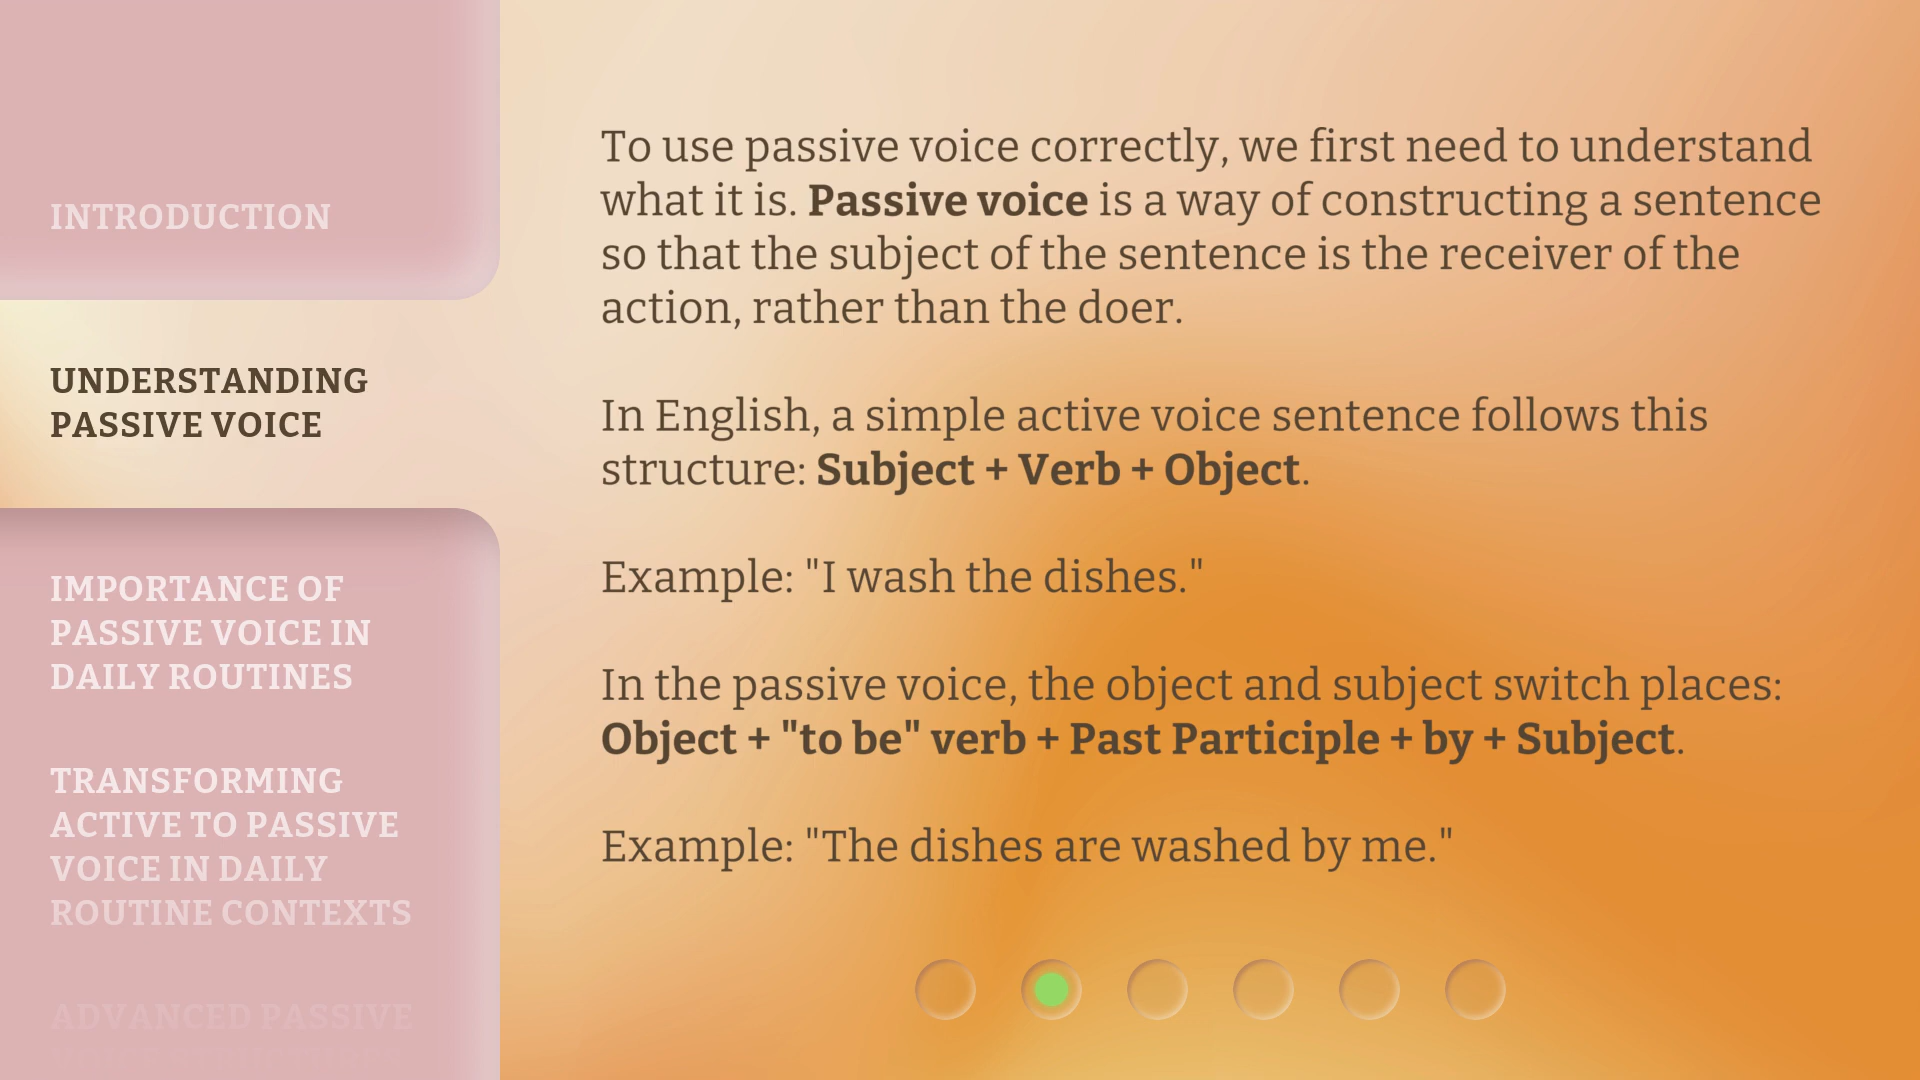 INTRODUCTION
UNDERSTANDING
PASSIVE VOICE
IMPORTANCE OF
PASSIVE VOICE IN
DAILY ROUTINES
TRANSFORMING
ACTIVE TO PASSIVE
VOICE IN DAILY
ROUTINE CONTEXTS
ADVANCED PASSIVE
VOICE STRUCTURES
To use passive voice correctly, we first need to understand
what it is. Passive voice is a way of constructing a sentence
so that the subject of the sentence is the receiver of the
action, rather than the doer.
In English, a simple active voice sentence follows this
structure: Subject + Verb + Object.
Example: "I wash the dishes."
In the passive voice, the object and subject switch places:
Object + "to be" verb + Past Participle + by + Subject.
Example: "The dishes are washed by me."